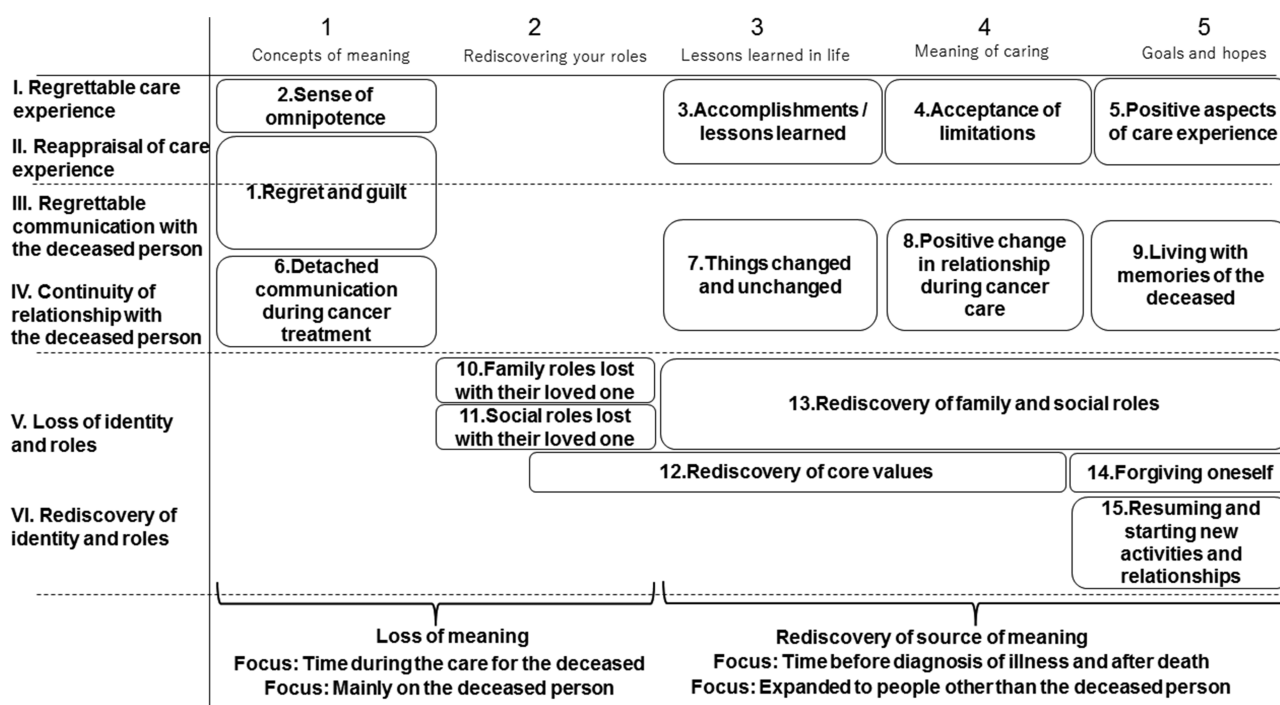 1
2
3
4
5
Concepts of meaning
Rediscovering your roles
Lessons learned in life
Meaning of caring
Goals and hopes
I. Regrettable care
experience
2.Sense of
omnipotence
3.Accomplishments /
lessons learned
4.Acceptance of
limitations
5.Positive aspects
of care experience
II. Reappraisal of care
experience
1.Regret and guilt
III. Regrettable
communication with
the deceased person
6.Detached
communication
during cancer
treatment
7.Things changed
and unchanged
8.Positive change
in relationship
during cancer
care
9.Living with
memories of the
deceased
IV. Continuity of
relationship with
the deceased person
10.Family roles lost
with their loved one
11.Social roles lost
with their loved one
13.Rediscovery of family and social roles
V. Loss of identity
and roles
12.Rediscovery of core values
14.Forgiving oneself
VI. Rediscovery of
identity and roles
15.Resuming and
starting new
activities and
relationships
Loss of meaning
Focus: Time during the care for the deceased
Focus: Mainly on the deceased person
Rediscovery of source of meaning
Focus: Time before diagnosis of illness and after death
Focus: Expanded to people other than the deceased person